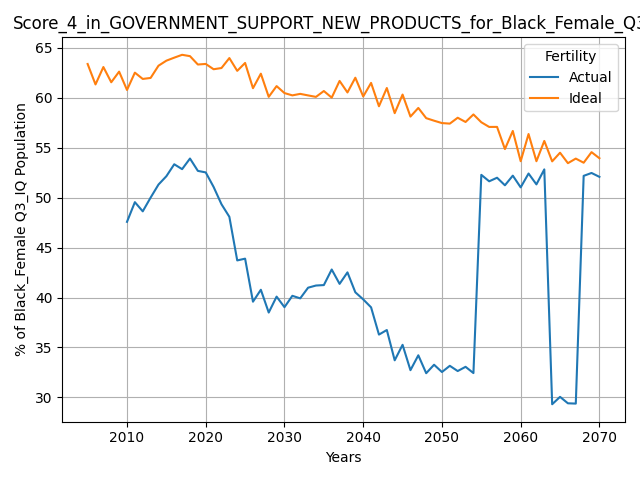 Score_4_in_GOVERNMENT_SUPPORT_NEW_PRODUCTS_for_Black_Female_Q3
65
60
55
50
45
40
35
30
% of Black_Female Q3_IQ Population
Fertility
Actual
Ideal
2010 2020 2030 2040 2050 2060 2070
Years